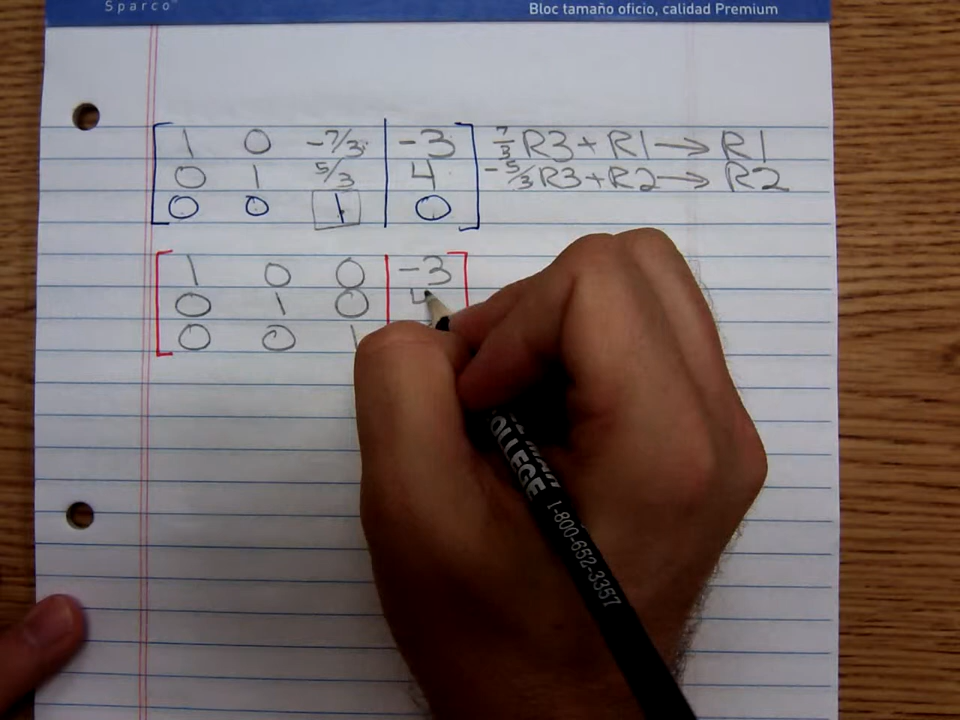 Sparco™
Bloc tamaño oficio, calidad Premium
1 0 -7/3 -3 7/3 R3 + R1 → R1
0 1 5/3 4 -5/3 R3 + R2 → R2
0 0 1 0
1 0 0 -3
0 1 0 4
0 0 1
COLLEGE 1-800-652-3357